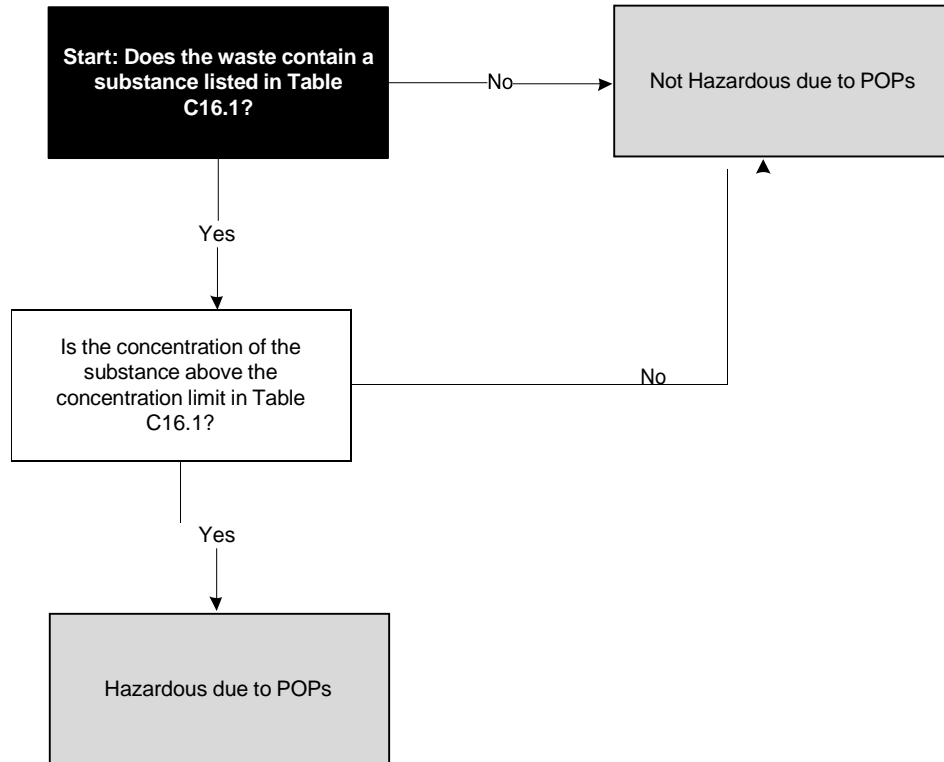 Start: Does the waste contain a
substance listed in Table
C16.1?
No
Not Hazardous due to POPs
Yes
Is the concentration of the
substance above the
concentration limit in Table
C16.1?
No
Yes
Hazardous due to POPs